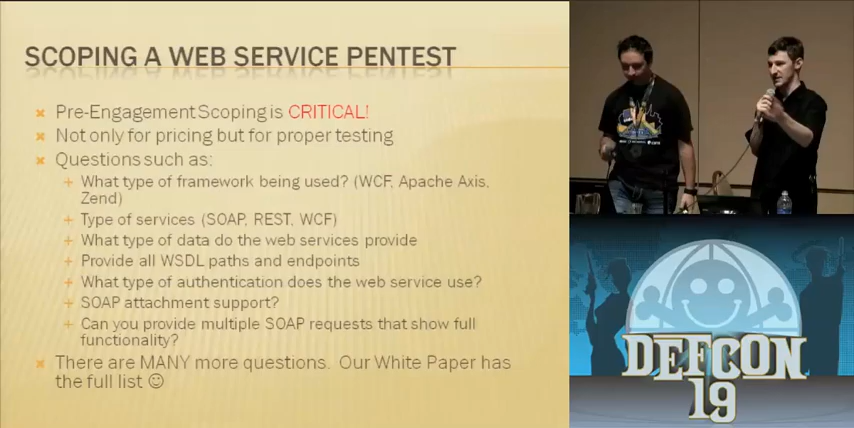 SCOPING A WEB SERVICE PENTEST
Pre-Engagement Scoping is CRITICAL!
Not only for pricing but for proper testing
Questions such as:
What type of framework being used? (WCF, Apache Axis,
Zend)
Type of services (SOAP, REST, WCF)
What type of data do the web services provide
Provide all WSDL paths and endpoints
What type of authentication does the web service use?
SOAP attachment support?
Can you provide multiple SOAP requests that show full
functionality?
There are MANY more questions. Our White Paper has
the full list ☺
DEFCON
19